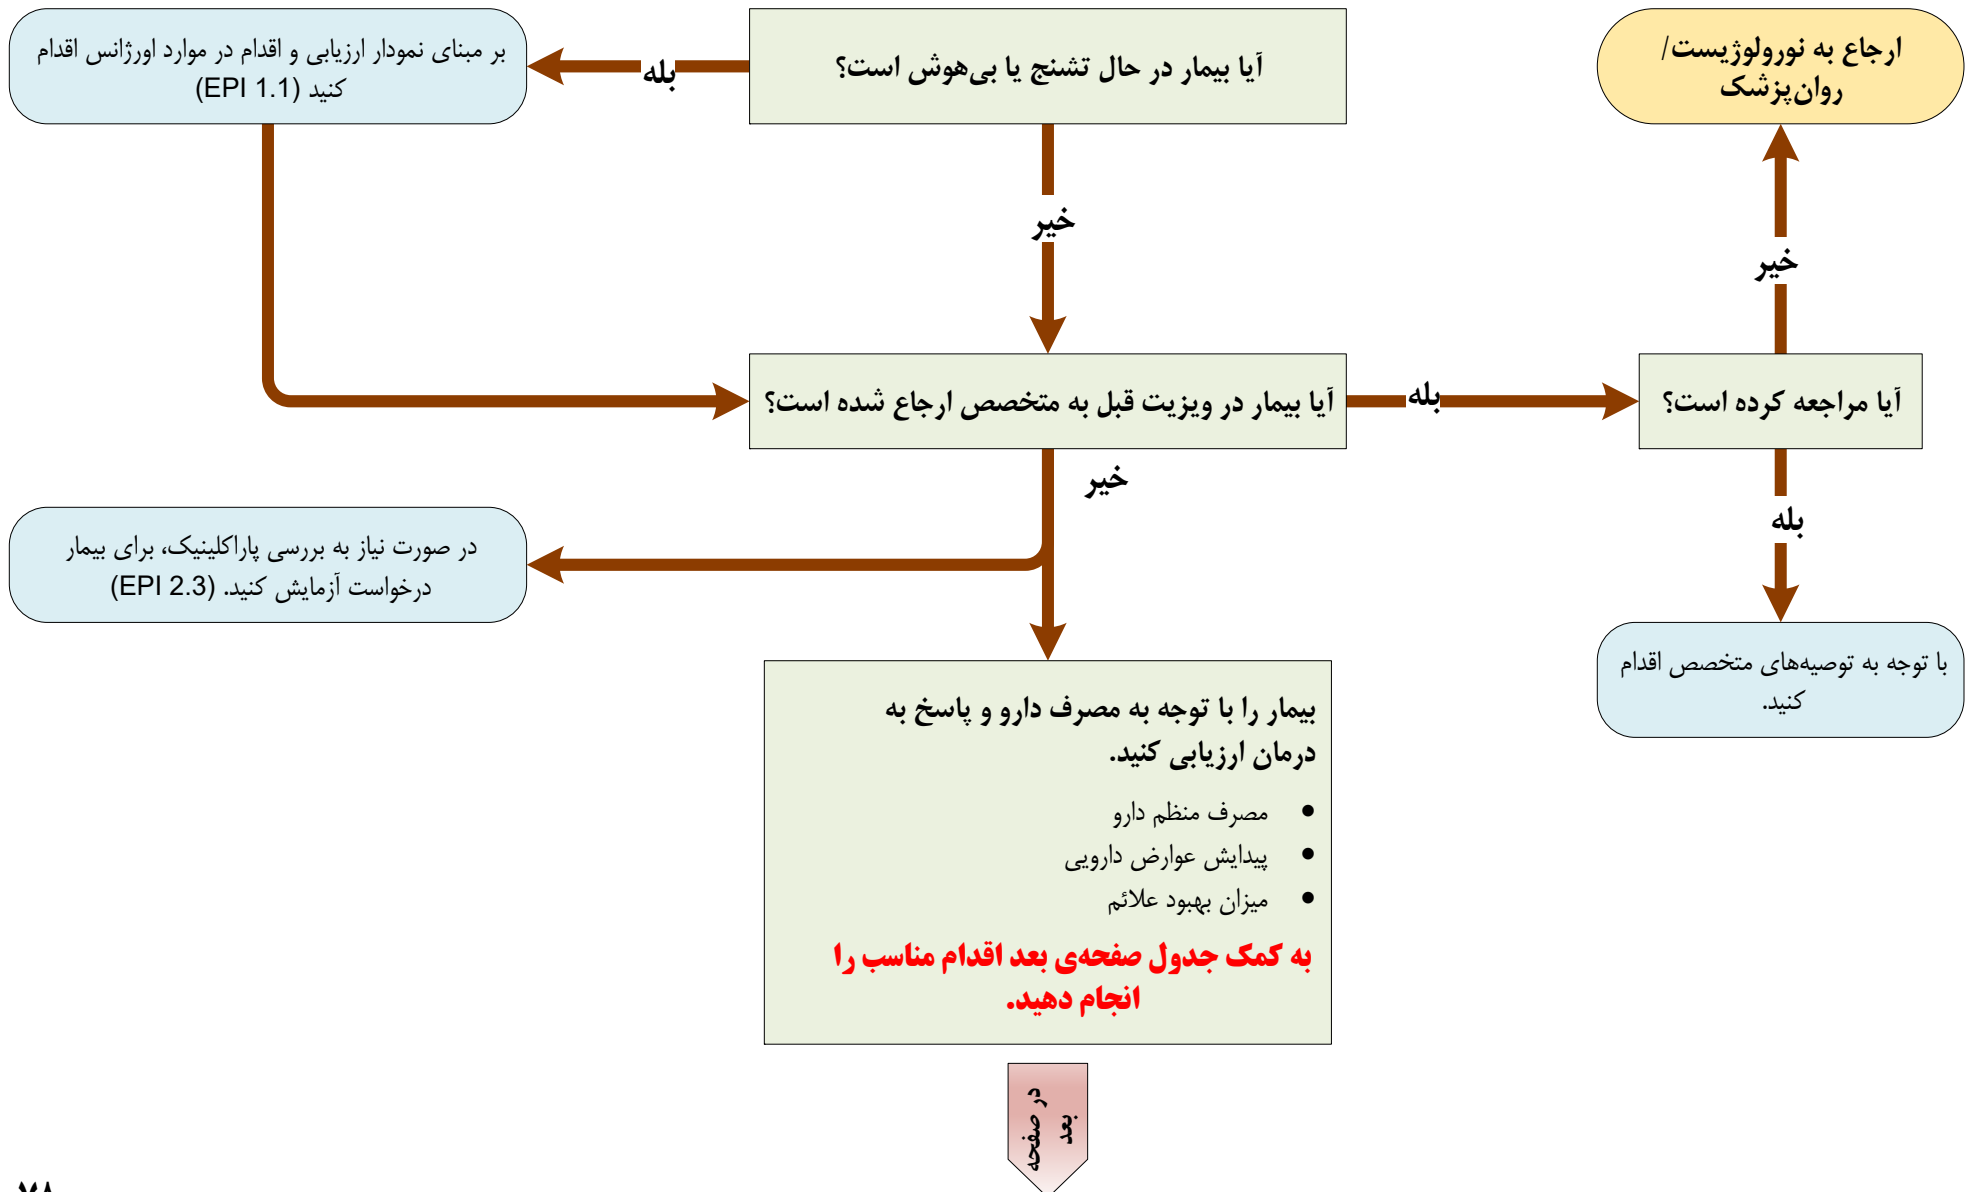 آیا بیمار در حال تشنج یا بی‌هوش است؟
بله
بر مبنای نمودار ارزیابی و اقدام در موارد اورژانس اقدام
کنید (EPI 1.1)
ارجاع به نورولوژیست/
روان‌پزشک
خیر
خیر
آیا بیمار در ویزیت قبل به متخصص ارجاع شده است؟
بله
آیا مراجعه کرده است؟
خیر
بله
در صورت نیاز به بررسی پاراکلینیک، برای بیمار
درخواست آزمایش کنید. (EPI 2.3)
با توجه به توصیه‌های متخصص اقدام
کنید.
بیمار را با توجه به مصرف دارو و پاسخ به
درمان ارزیابی کنید.
• مصرف منظم دارو
• پیدایش عوارض دارویی
• میزان بهبود علائم
به کمک جدول صفحه‌ی بعد اقدام مناسب را
انجام دهید.
در صفحه
بعد